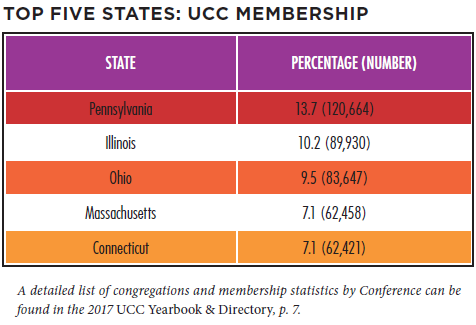 TOP FIVE STATES: UCC MEMBERSHIP
STATE PERCENTAGE (NUMBER)
Pennsylvania 13.7 (120,664)
Illinois 10.2 (89,930)
Ohio 9.5 (83,647)
Massachusetts 7.1 (62,458)
Connecticut 7.1 (62,421)
A detailed list of congregations and membership statistics by Conference can be
found in the 2017 UCC Yearbook & Directory, p. 7.